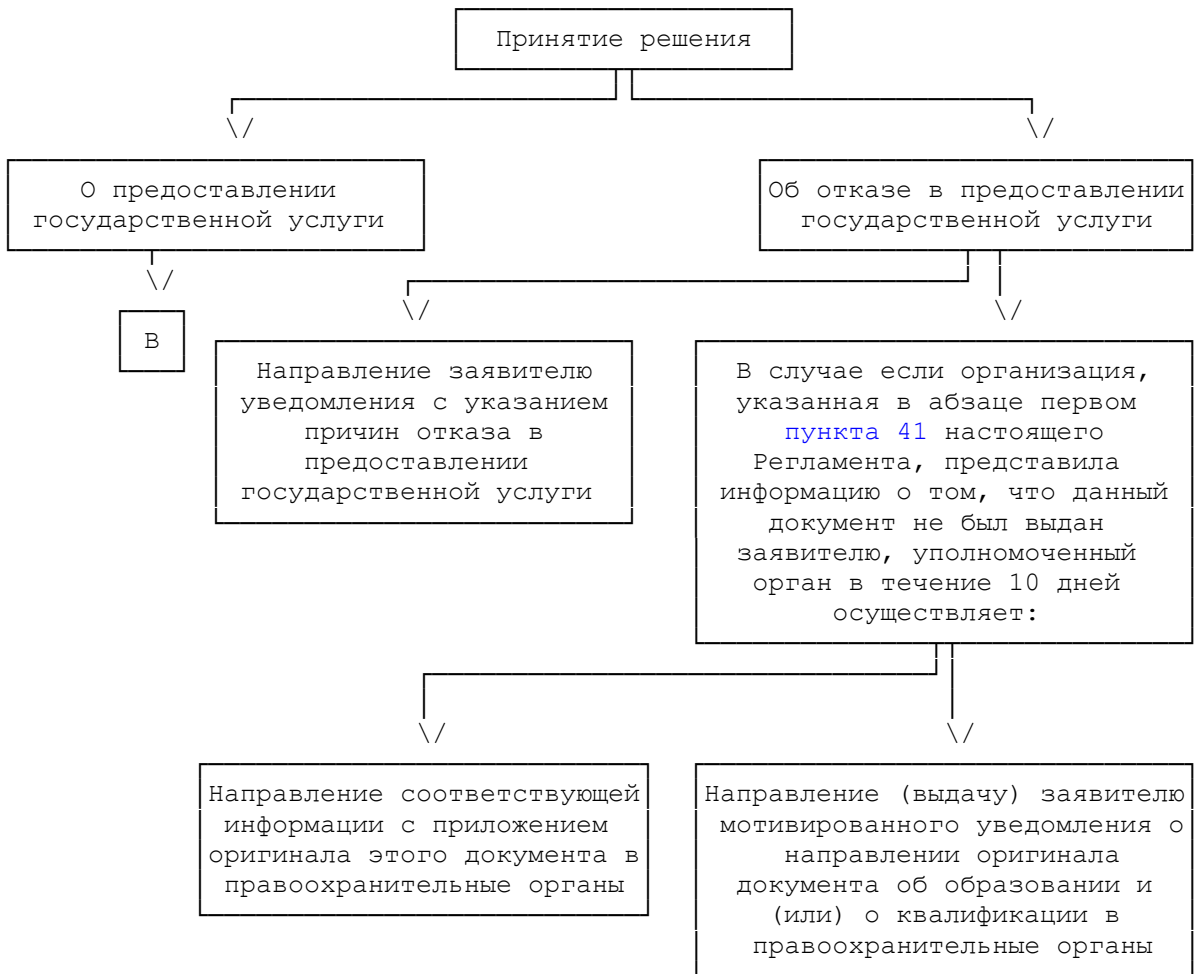 Принятие решения
О предоставлении
государственной услуги
Об отказе в предоставлении
государственной услуги
В
Направление заявителю
уведомления с указанием
причин отказа в
предоставлении
государственной услуги
В случае если организация,
указанная в абзаце первом
пункта 41 настоящего
Регламента, представила
информацию о том, что данный
документ не был выдан
заявителю, уполномоченный
орган в течение 10 дней
осуществляет:
Направление соответствующей
информации с приложением
оригинала этого документа в
правоохранительные органы
Направление (выдачу) заявителю
мотивированного уведомления о
направлении оригинала
документа об образовании и
(или) о квалификации в
правоохранительные органы